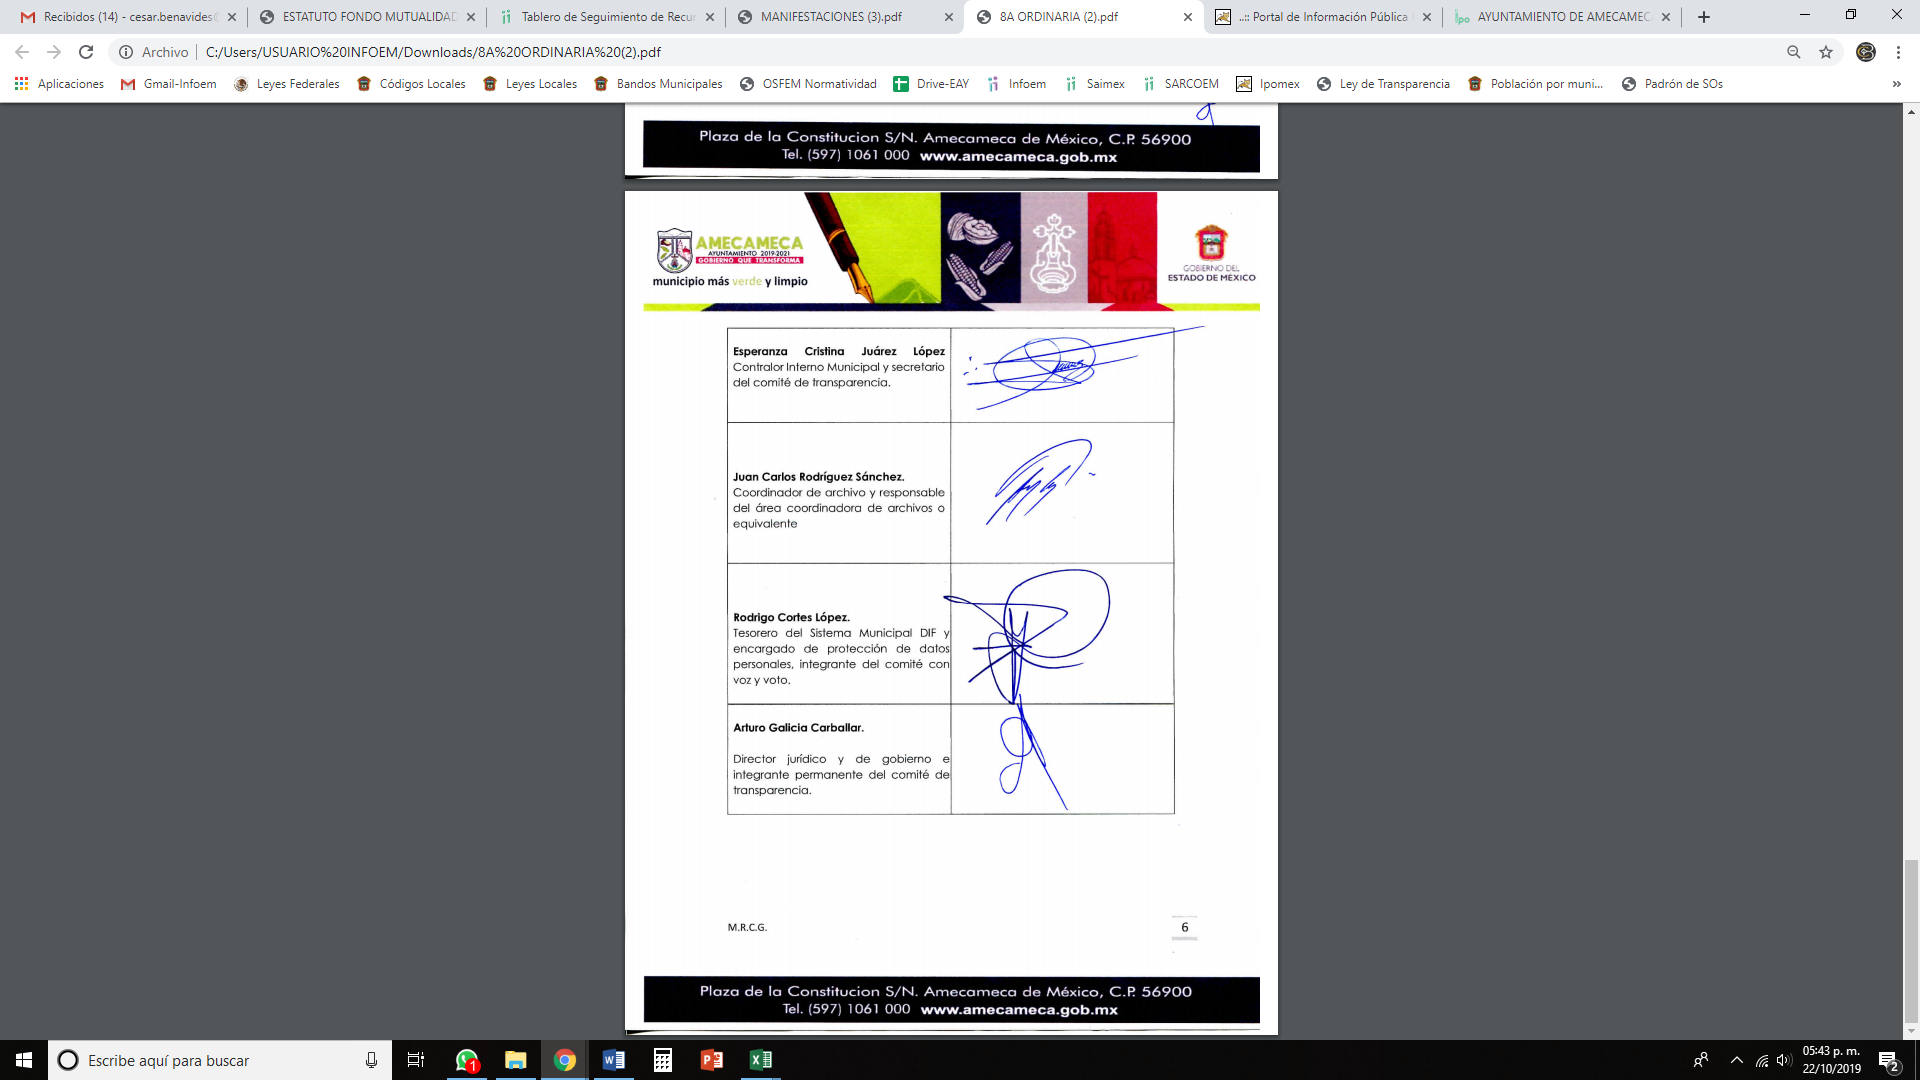 Recibidos (14) - cesar.benavides@
ESTATUTO FONDO MUTUALIDAD
Tablero de Seguimiento de Recur
MANIFESTACIONES (3).pdf
8A ORDINARIA (2).pdf
..:: Portal de Información Pública
AYUNTAMIENTO DE AMECAMECA
Archivo C:/Users/USUARIO%20INFOEM/Downloads/8A%20ORDINARIA%20(2).pdf
Aplicaciones Gmail-Infoem Leyes Federales Códigos Locales Leyes Locales Bandos Municipales OSFEM Normatividad Drive-EAY Infoem Saimex SARCOEM Ipomex Ley de Transparencia Población por muni... Padrón de SOs »
Plaza de la Constitucion S/N. Amecameca de México, C.P. 56900
Tel. (597) 1061 000 www.amecameca.gob.mx
AMECAMECA
AYUNTAMIENTO 2019-2021
GOBIERNO QUE TRANSFORMA
municipio más verde y limpio
GOBIERNO DEL
ESTADO DE MÉXICO
Esperanza Cristina Juárez López
Contralor Interno Municipal y secretario
del comité de transparencia.
Juan Carlos Rodríguez Sánchez.
Coordinador de archivo y responsable
del área coordinadora de archivos o
equivalente
Rodrigo Cortes López.
Tesorero del Sistema Municipal DIF y
encargado de protección de datos
personales, integrante del comité con
voz y voto.
Arturo Galicia Carballar.
Director jurídico y de gobierno e
integrante permanente del comité de
transparencia.
M.R.C.G.
6
Plaza de la Constitucion S/N. Amecameca de México, C.P. 56900
Tel. (597) 1061 000 www.amecameca.gob.mx
Escribe aquí para buscar
1
05:43 p. m.
22/10/2019
2